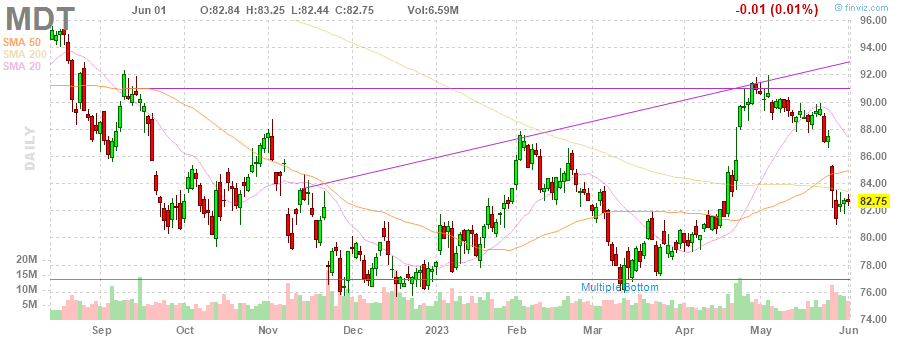 MDT Jun 01 O:82.84 H:83.25 L:82.44 C:82.75 Vol:6.59M -0.01 (0.01%) © finviz.com
SMA 50
SMA 200
SMA 20
DAILY
96.00
94.00
92.00
90.00
88.00
86.00
84.00
82.75
82.00
80.00
78.00
76.00
74.00
20M
15M
10M
5M
Multiple Bottom
Sep Oct Nov Dec 2023 Feb Mar Apr May Jun